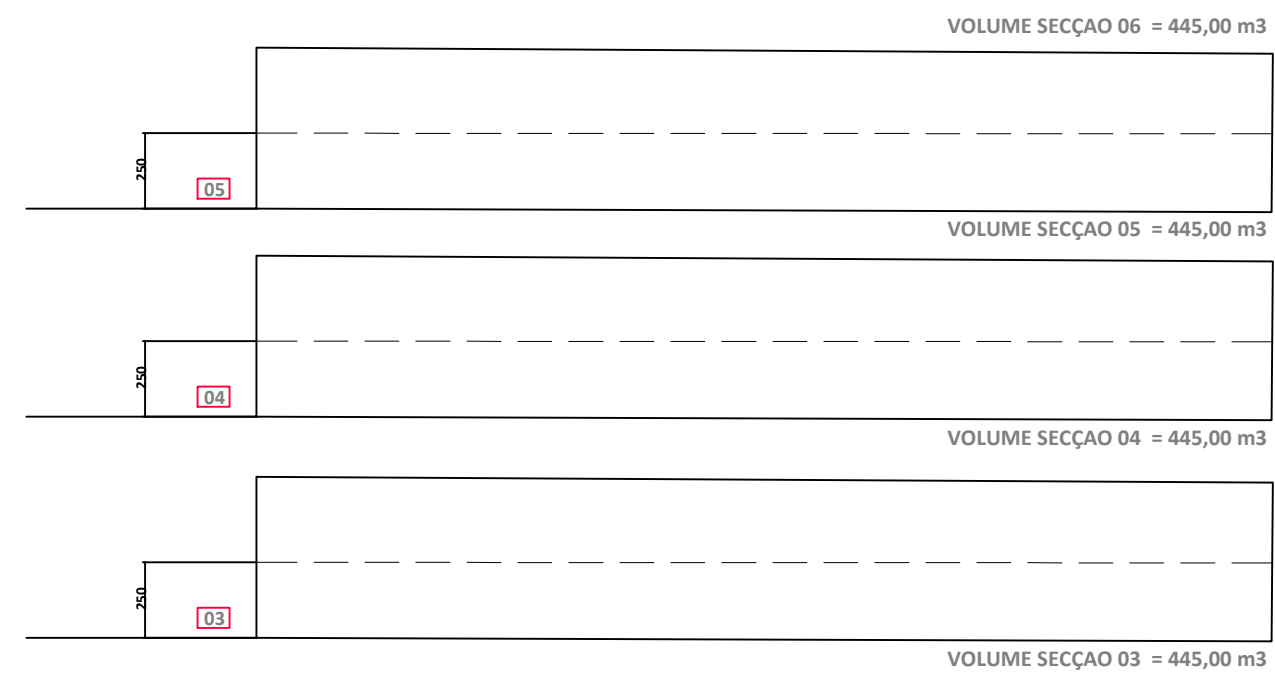 VOLUME SECÇAO 06 = 445,00 m3
250
05
VOLUME SECÇAO 05 = 445,00 m3
250
04
VOLUME SECÇAO 04 = 445,00 m3
250
03
VOLUME SECÇAO 03 = 445,00 m3